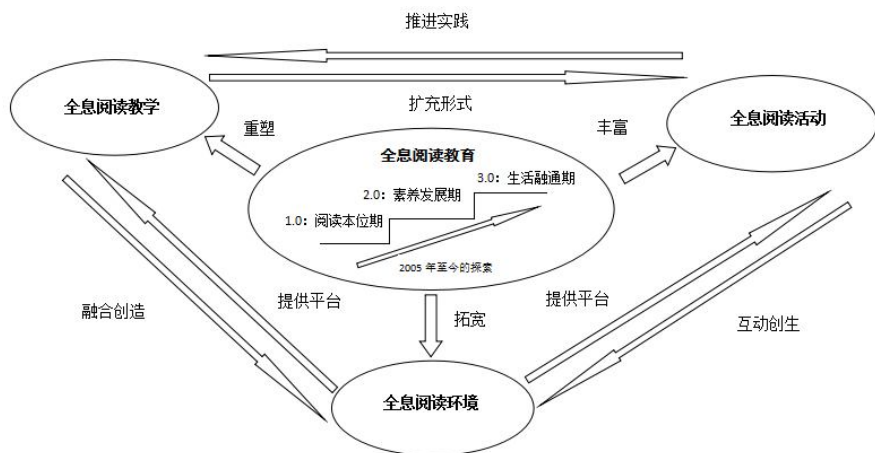 推进实践
全息阅读教学
扩充形式
全息阅读活动
重塑
丰富
全息阅读教育
3.0：生活融通期
2.0：素养发展期
1.0：阅读本位期
2005 年至今的探索
融合创造
提供平台
拓宽
提供平台
互动创生
全息阅读环境